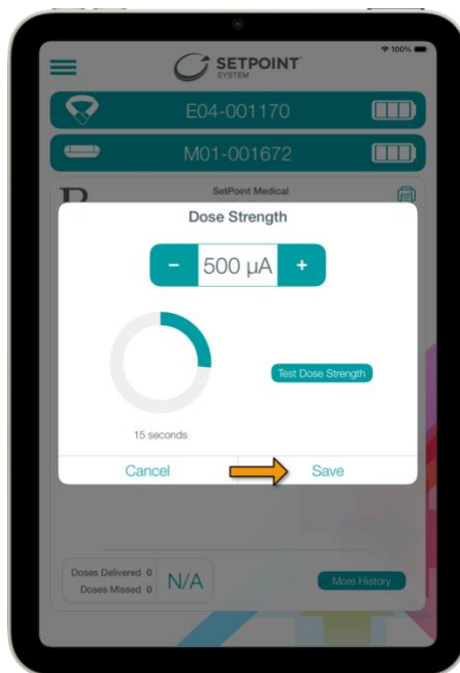 100%
SETPOINT
SYSTEM
E04-001170
M01-001672
SetPoint Medical
Dose Strength
− 500 µA +
Test Dose Strength
15 seconds
Cancel Save
Doses Delivered 0
Doses Missed 0
N/A
More History